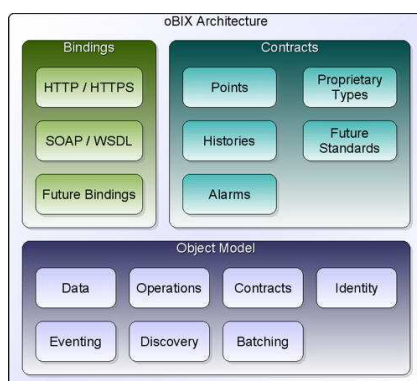 oBIX Architecture
Bindings
HTTP / HTTPS
SOAP / WSDL
Future Bindings
Contracts
Points
Proprietary
Types
Histories
Future
Standards
Alarms
Object Model
Data
Operations
Contracts
Identity
Eventing
Discovery
Batching